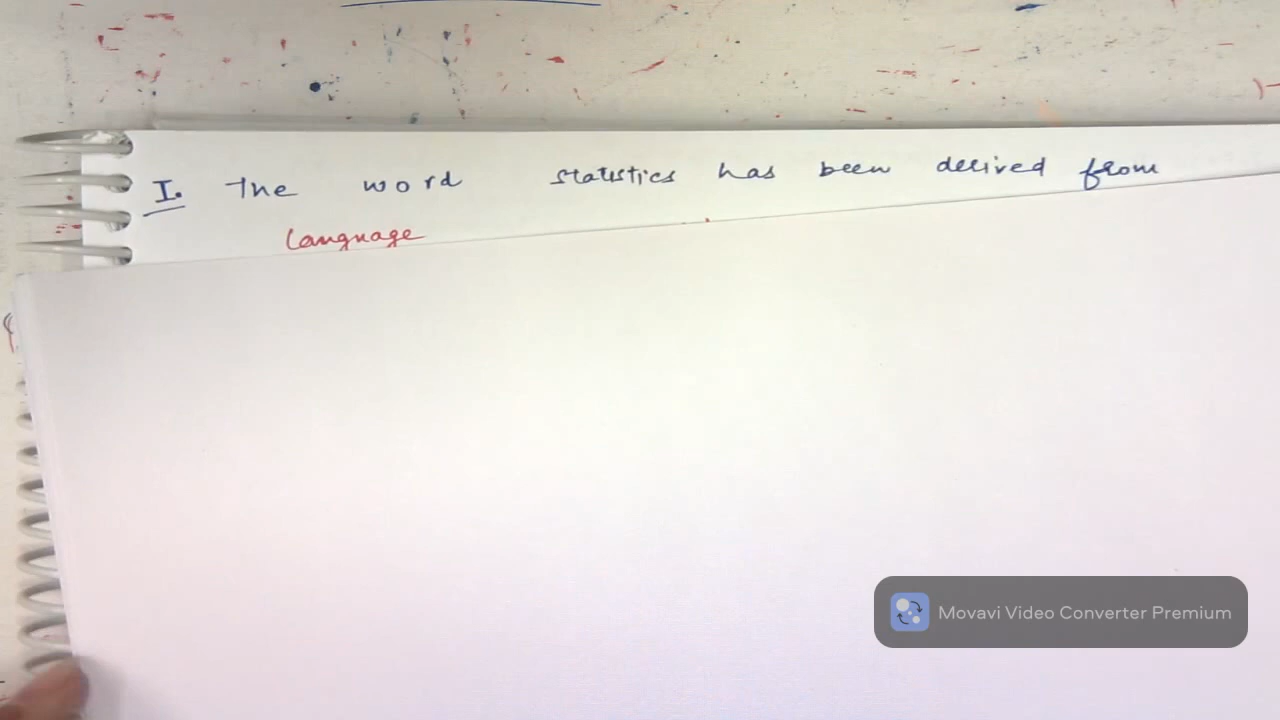 I. The word statistics has been derived from
language
Movavi Video Converter Premium